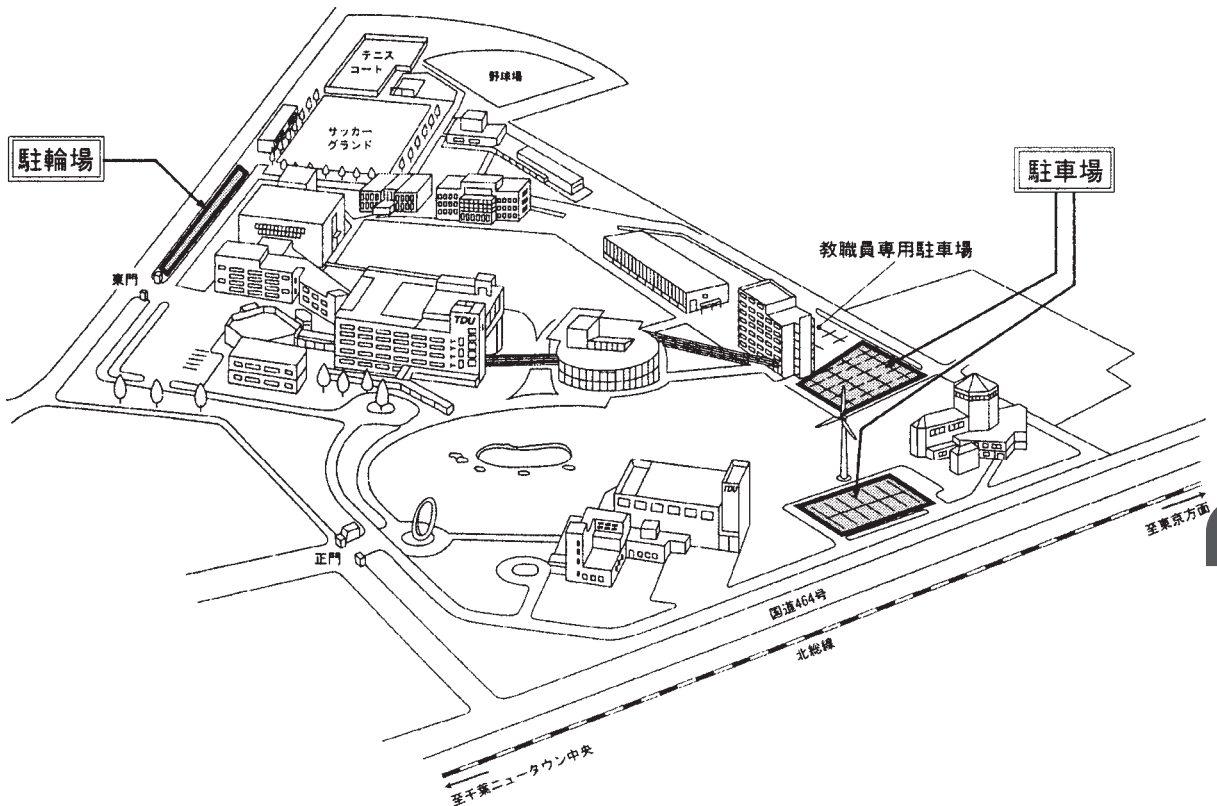 テニス
コート
野球場
サッカー
グランド
駐輪場
駐車場
教職員専用駐車場
東門
TDU
TDU
正門
至東京方面
国道464号
北総線
至千葉ニュータウン中央